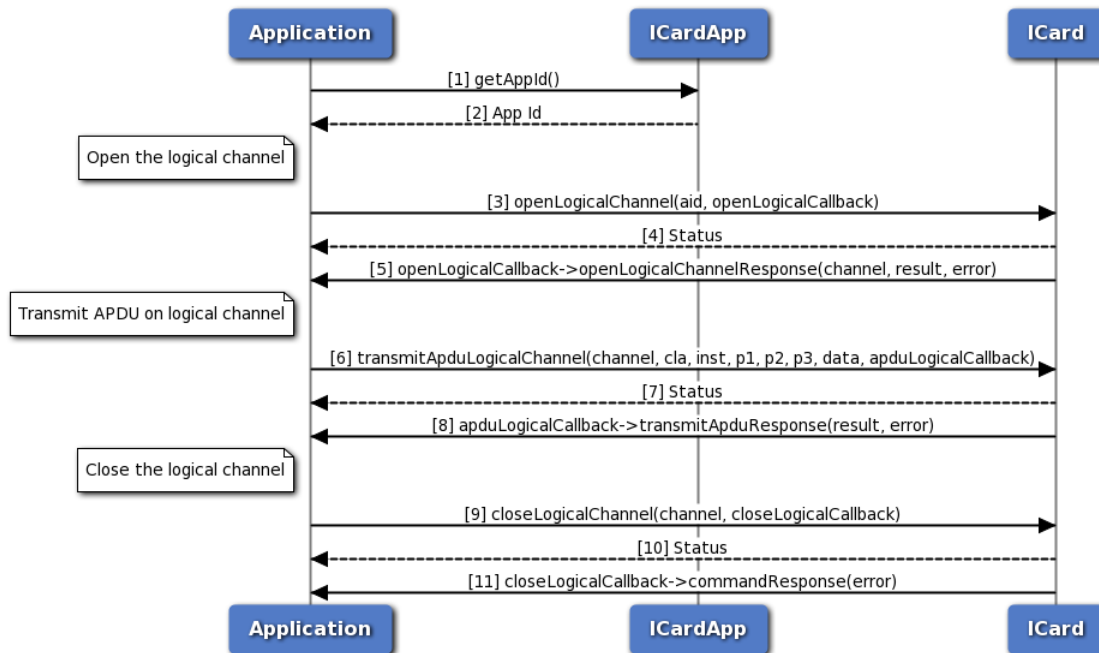 Application ICardApp ICard
[1] getAppId()
[2] App Id
Open the logical channel
[3] openLogicalChannel(aid, openLogicalCallback)
[4] Status
[5] openLogicalCallback->openLogicalChannelResponse(channel, result, error)
Transmit APDU on logical channel
[6] transmitApduLogicalChannel(channel, cla, inst, p1, p2, p3, data, apduLogicalCallback)
[7] Status
[8] apduLogicalCallback->transmitApduResponse(result, error)
Close the logical channel
[9] closeLogicalChannel(channel, closeLogicalCallback)
[10] Status
[11] closeLogicalCallback->commandResponse(error)
Application ICardApp ICard